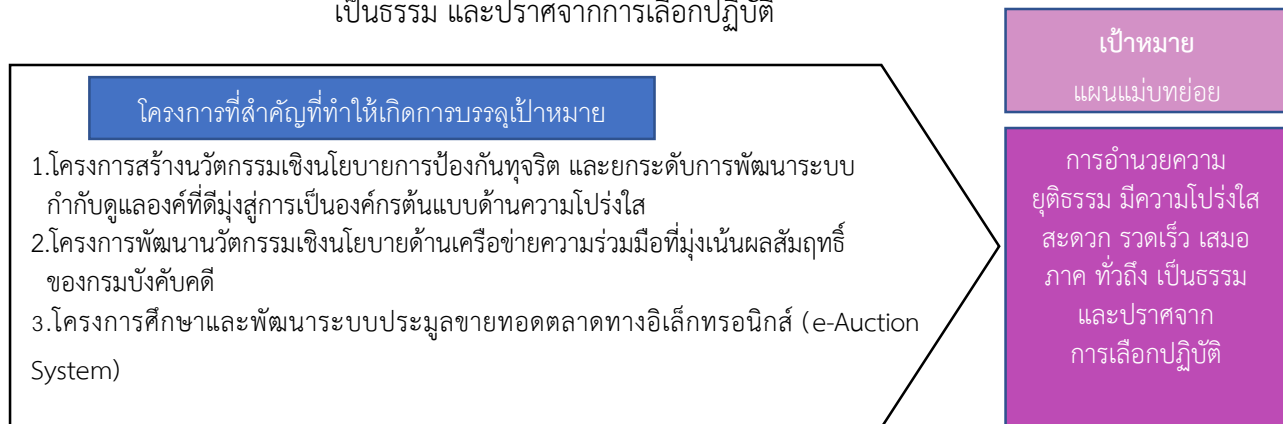 เป็นธรรม และปราศจากการเลือกปฏิบัติ
โครงการที่สำคัญที่ทำให้เกิดการบรรลุเป้าหมาย
1.โครงการสร้างนวัตกรรมเชิงนโยบายการป้องกันทุจริต และยกระดับการพัฒนาระบบ
กำกับดูแลองค์ที่ดีมุ่งสู่การเป็นองค์กรต้นแบบด้านความโปร่งใส
2.โครงการพัฒนานวัตกรรมเชิงนโยบายด้านเครือข่ายความร่วมมือที่มุ่งเน้นผลสัมฤทธิ์
ของกรมบังคับคดี
3.โครงการศึกษาและพัฒนาระบบประมูลขายทอดตลาดทางอิเล็กทรอนิกส์ (e-Auction
System)
เป้าหมาย
แผนแม่บทย่อย
การอำนวยความ
ยุติธรรม มีความโปร่งใส
สะดวก รวดเร็ว เสมอ
ภาค ทั่วถึง เป็นธรรม
และปราศจาก
การเลือกปฏิบัติ